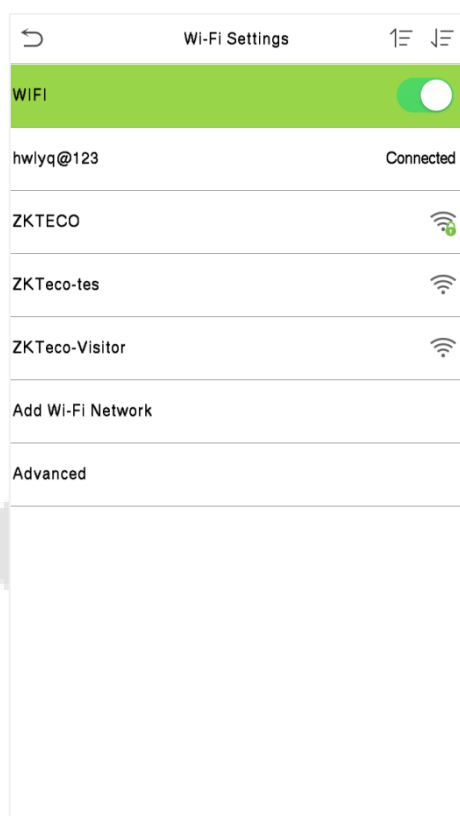 Wi-Fi Settings
WIFI
hwlyq@123 Connected
ZKTECO
ZKTeco-tes
ZKTeco-Visitor
Add Wi-Fi Network
Advanced